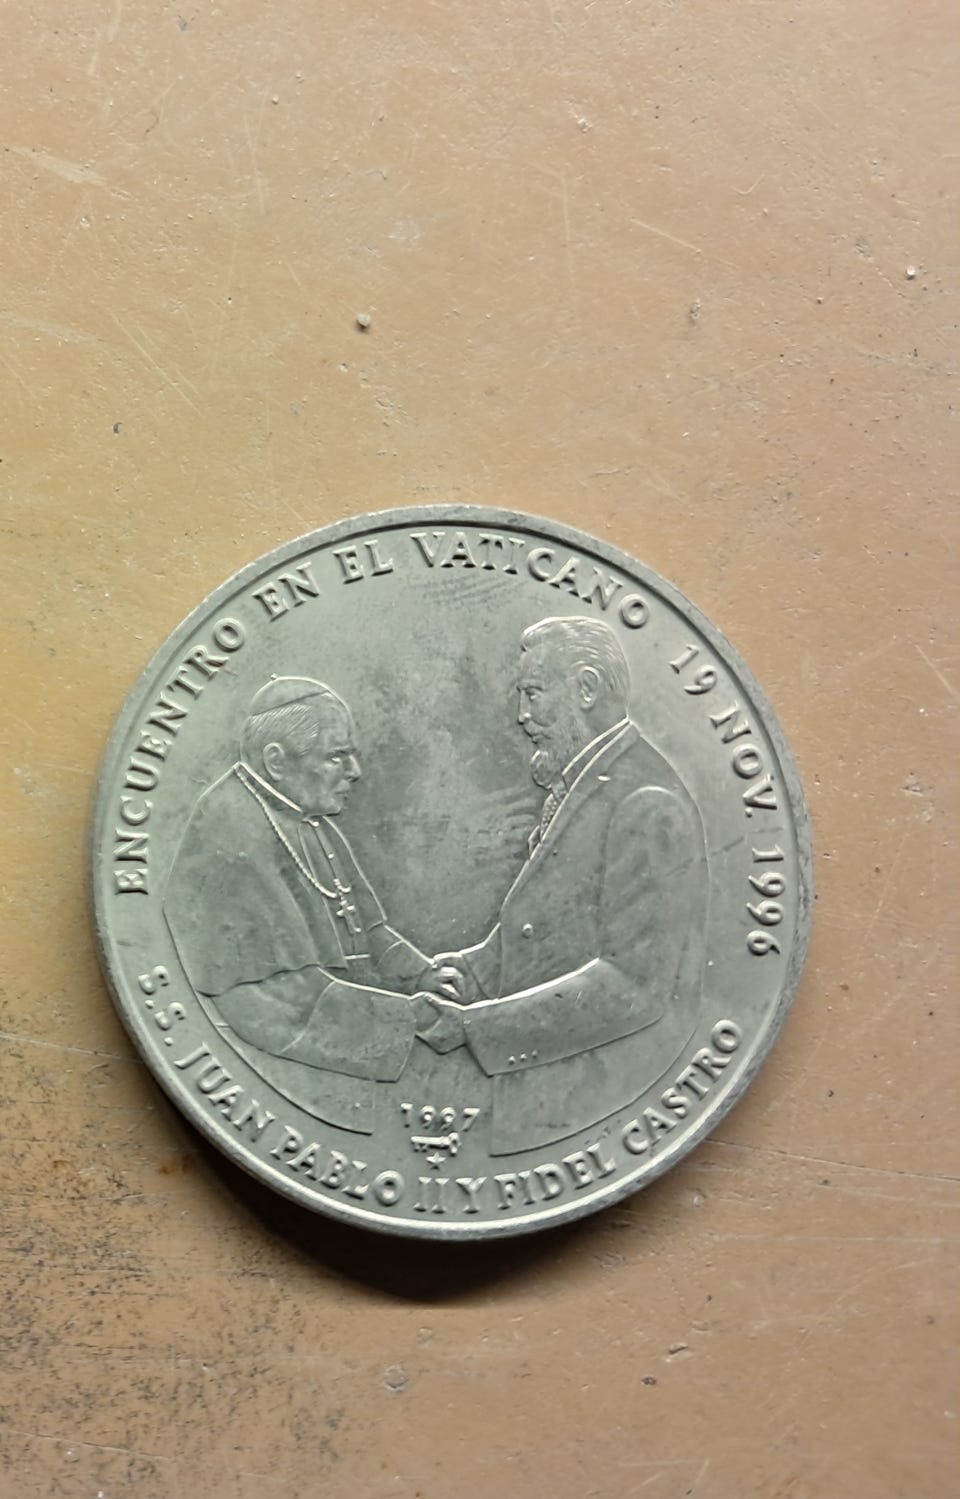 ENCUENTRO EN EL VATICANO 19 NOV. 1996
1997
S.S. JUAN PABLO II Y FIDEL CASTRO